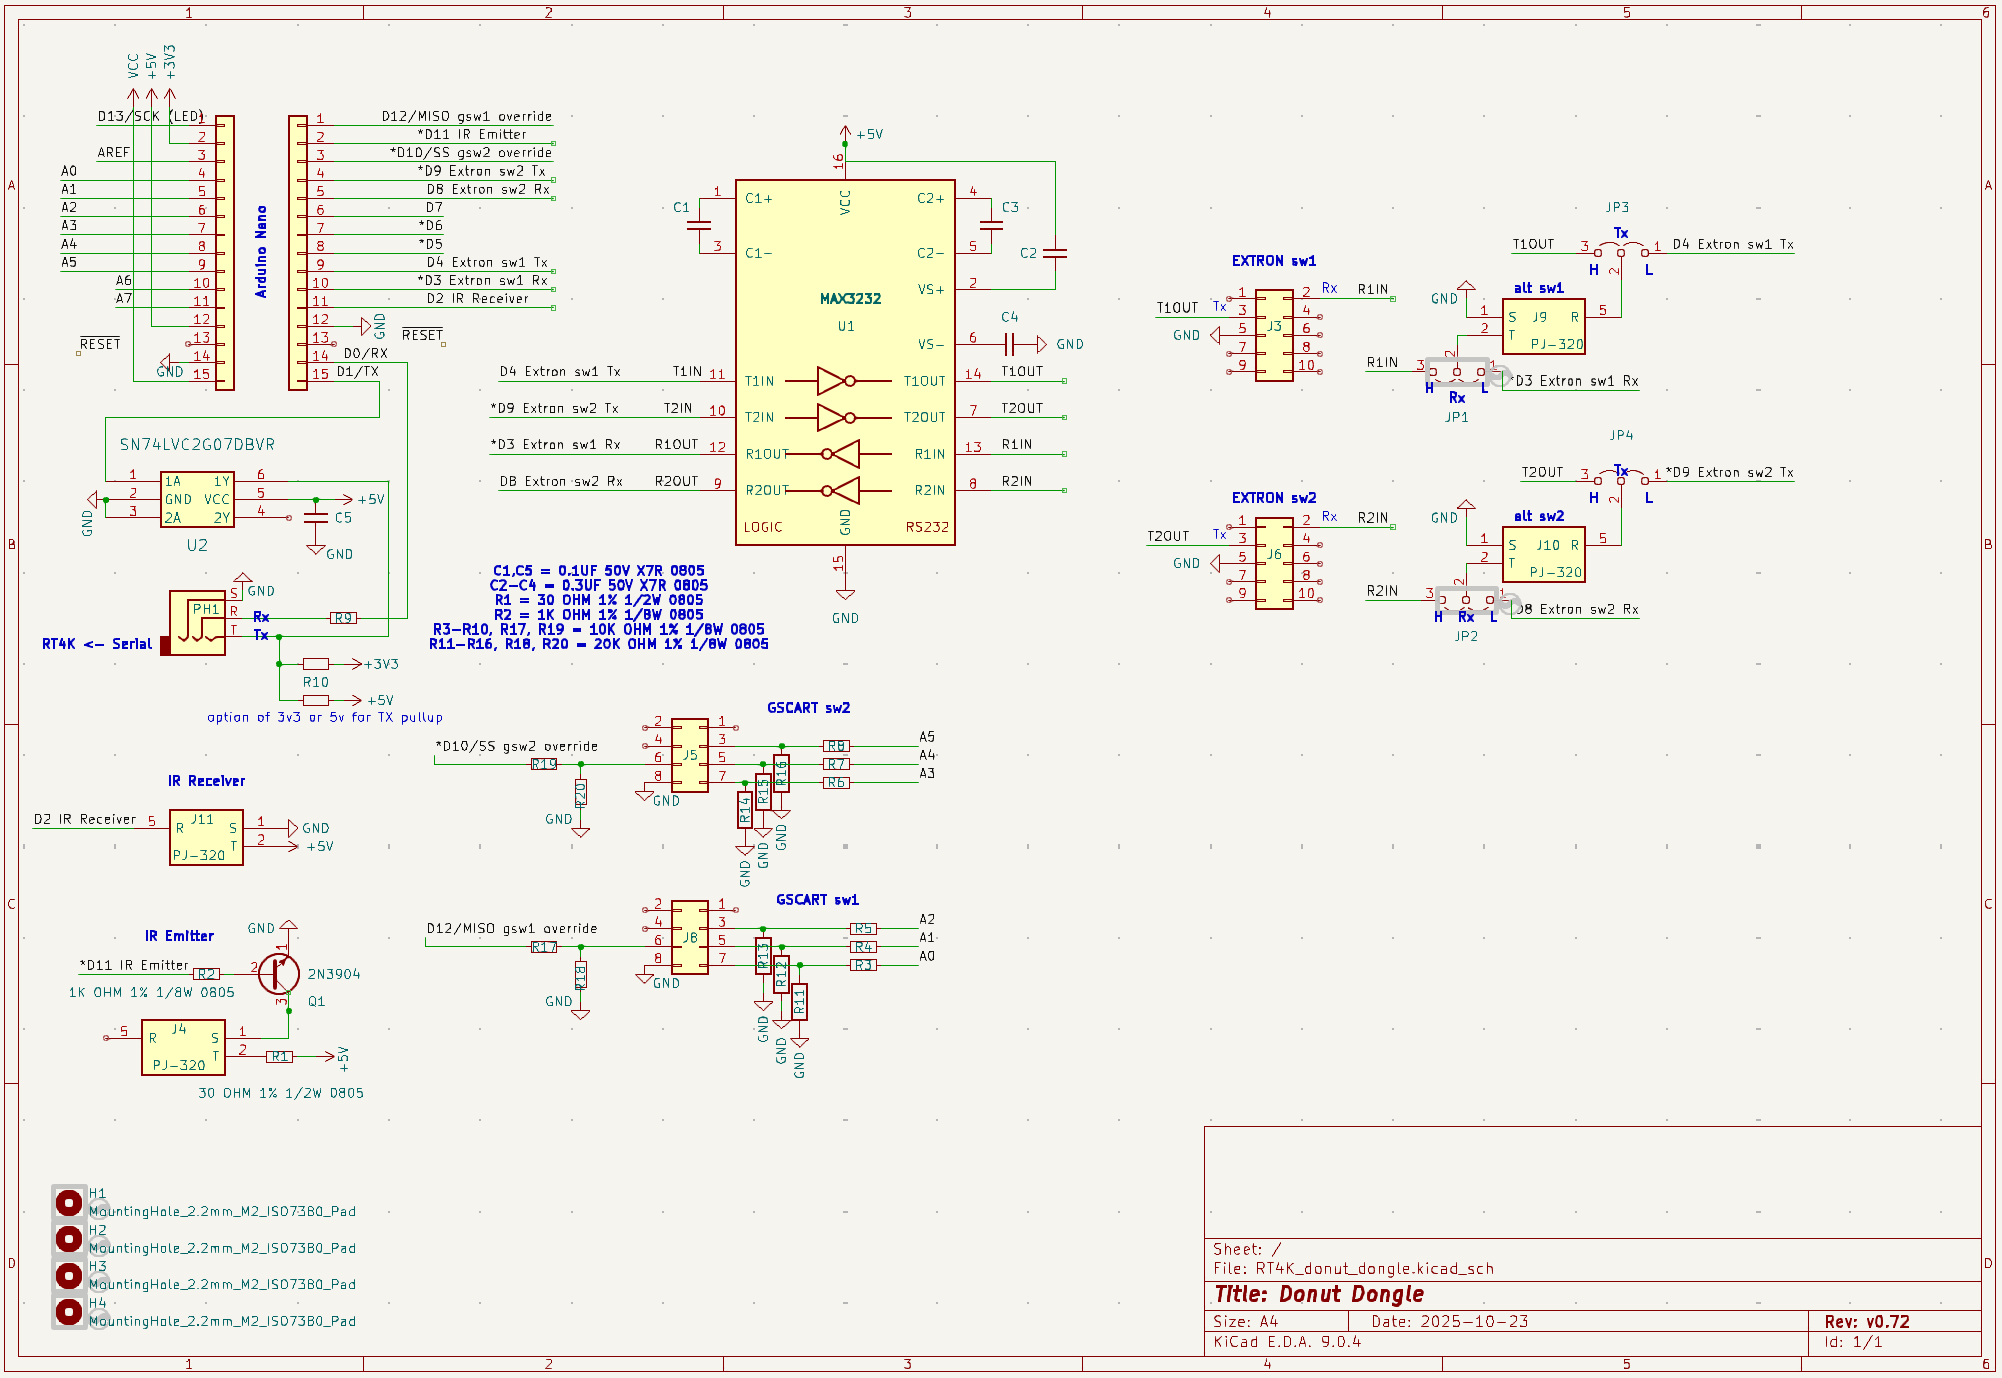 1 2 3 4 5 6
A
B
C
D
VCC
+5V
+3V3
D13/SCK (LED) 1
2
AREF 3
A0 4
A1 5
A2 6
A3 7
A4 8
A5 9
A6 10
A7 11
12
RESET 13
GND 14
15
Arduino Nano
1 D12/MISO gsw1 override
2 *D11 IR Emitter
3 *D10/SS gsw2 override
4 *D9 Extron sw2 Tx
5 D8 Extron sw2 Rx
6 D7
7 *D6
8 *D5
9 D4 Extron sw1 Tx
10 *D3 Extron sw1 Rx
11 D2 IR Receiver
12 GND
13 RESET
14 D0/RX
15 D1/TX
SN74LVC2G07DBVR
1 1A 1Y 6
2 GND VCC 5 +5V
3 2A 2Y 4
GND
C5
GND
U2
GND
PH1
S
R Rx R9
T Tx
RT4K <- Serial
+3V3
R10
+5V
option of 3v3 or 5v for TX pullup
IR Receiver
D2 IR Receiver 5 R J11 S 1 GND
T 2 +5V
PJ-320
IR Emitter
GND
1
*D11 IR Emitter R2 2
2N3904
1K OHM 1% 1/8W 0805
3 Q1
5 R J4 S 1
T 2 R1 +5V
PJ-320
30 OHM 1% 1/2W 0805
H1
MountingHole_2.2mm_M2_ISO7380_Pad
H2
MountingHole_2.2mm_M2_ISO7380_Pad
H3
MountingHole_2.2mm_M2_ISO7380_Pad
H4
MountingHole_2.2mm_M2_ISO7380_Pad
+5V
16
VCC
C1 1 C1+ C2+ 4 C3
3 C1- C2- 5 C2
VS+ 2
MAX3232
U1
C4
VS- 6 GND
D4 Extron sw1 Tx T1IN 11 T1IN T1OUT 14 T1OUT
*D9 Extron sw2 Tx T2IN 10 T2IN T2OUT 7 T2OUT
*D3 Extron sw1 Rx R1OUT 12 R1OUT R1IN 13 R1IN
D8 Extron sw2 Rx R2OUT 9 R2OUT R2IN 8 R2IN
LOGIC GND RS232
15
GND
C1,C5 = 0.1UF 50V X7R 0805
C2-C4 = 0.3UF 50V X7R 0805
R1 = 30 OHM 1% 1/2W 0805
R2 = 1K OHM 1% 1/8W 0805
R3-R10, R17, R19 = 10K OHM 1% 1/8W 0805
R11-R16, R18, R20 = 20K OHM 1% 1/8W 0805
GSCART sw2
*D10/SS gsw2 override
R19
R20
GND
2 1
4 3
6 5
8 7
J5
GND
R8 A5
R7 A4
R6 A3
R16
R15
R14
GND
GND
GND
GSCART sw1
D12/MISO gsw1 override
R17
R18
GND
2 1
4 3
6 5
8 7
J8
GND
R5 A2
R4 A1
R3 A0
R13
R12
R11
GND
GND
GND
EXTRON sw1
1 2 Rx R1IN
T1OUT Tx 3 4
GND 5 6
7 8
9 10
J3
JP3
Tx
T1OUT 3 1 D4 Extron sw1 Tx
H 2 L
alt sw1
GND
1 S J9 R 5
2 T
PJ-320
2
R1IN 3 1
*D3 Extron sw1 Rx
H Rx L
JP1
EXTRON sw2
1 2 Rx R2IN
T2OUT Tx 3 4
GND 5 6
7 8
9 10
J6
JP4
Tx
T2OUT 3 1 *D9 Extron sw2 Tx
H 2 L
alt sw2
GND
1 S J10 R 5
2 T
PJ-320
2
R2IN 3 1
D8 Extron sw2 Rx
H Rx L
JP2
Sheet: /
File: RT4K_donut_dongle.kicad_sch
Title: Donut Dongle
Size: A4 Date: 2025-10-23 Rev: v0.72
KiCad E.D.A. 9.0.4 Id: 1/1
A
B
C
D
1 2 3 4 5 6